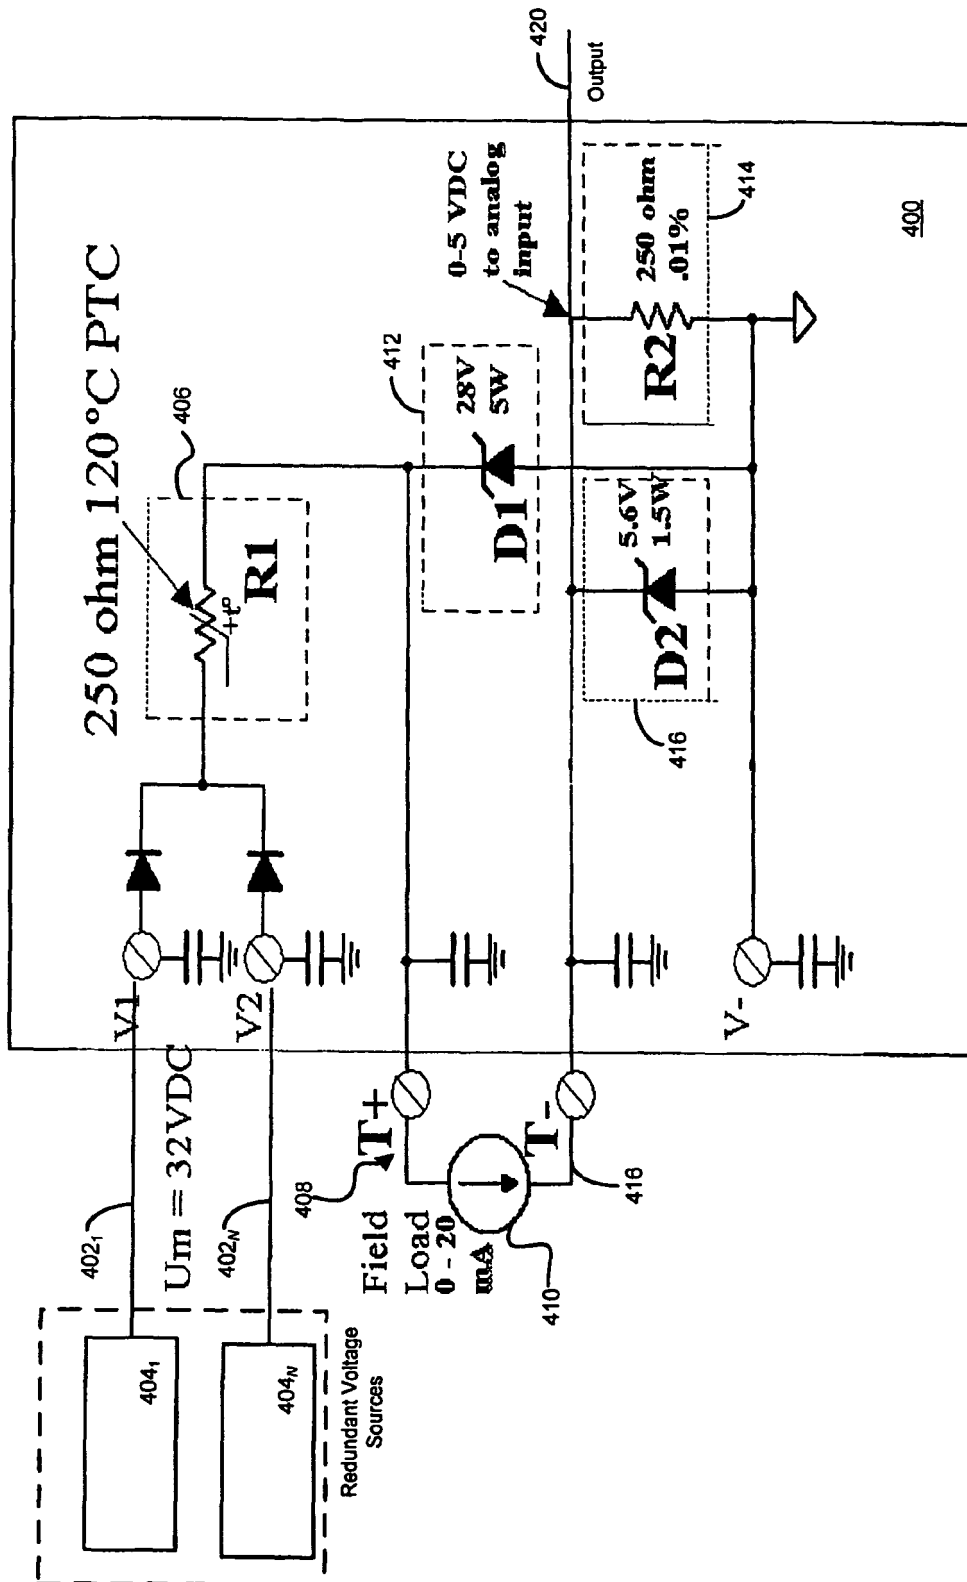 250 ohm 120°C PTC
406
R1
+t°
V1
V2
Um = 32VDC
402₁
402N
404₁
404N
Redundant Voltage
Sources
412
28V
5W
D1
0-5 VDC
to analog
input
420
Output
250 ohm
.01%
R2
414
5.6V
1.5W
D2
416
400
408
T+
Field
Load
0 - 20
mA
T-
410
416
V-